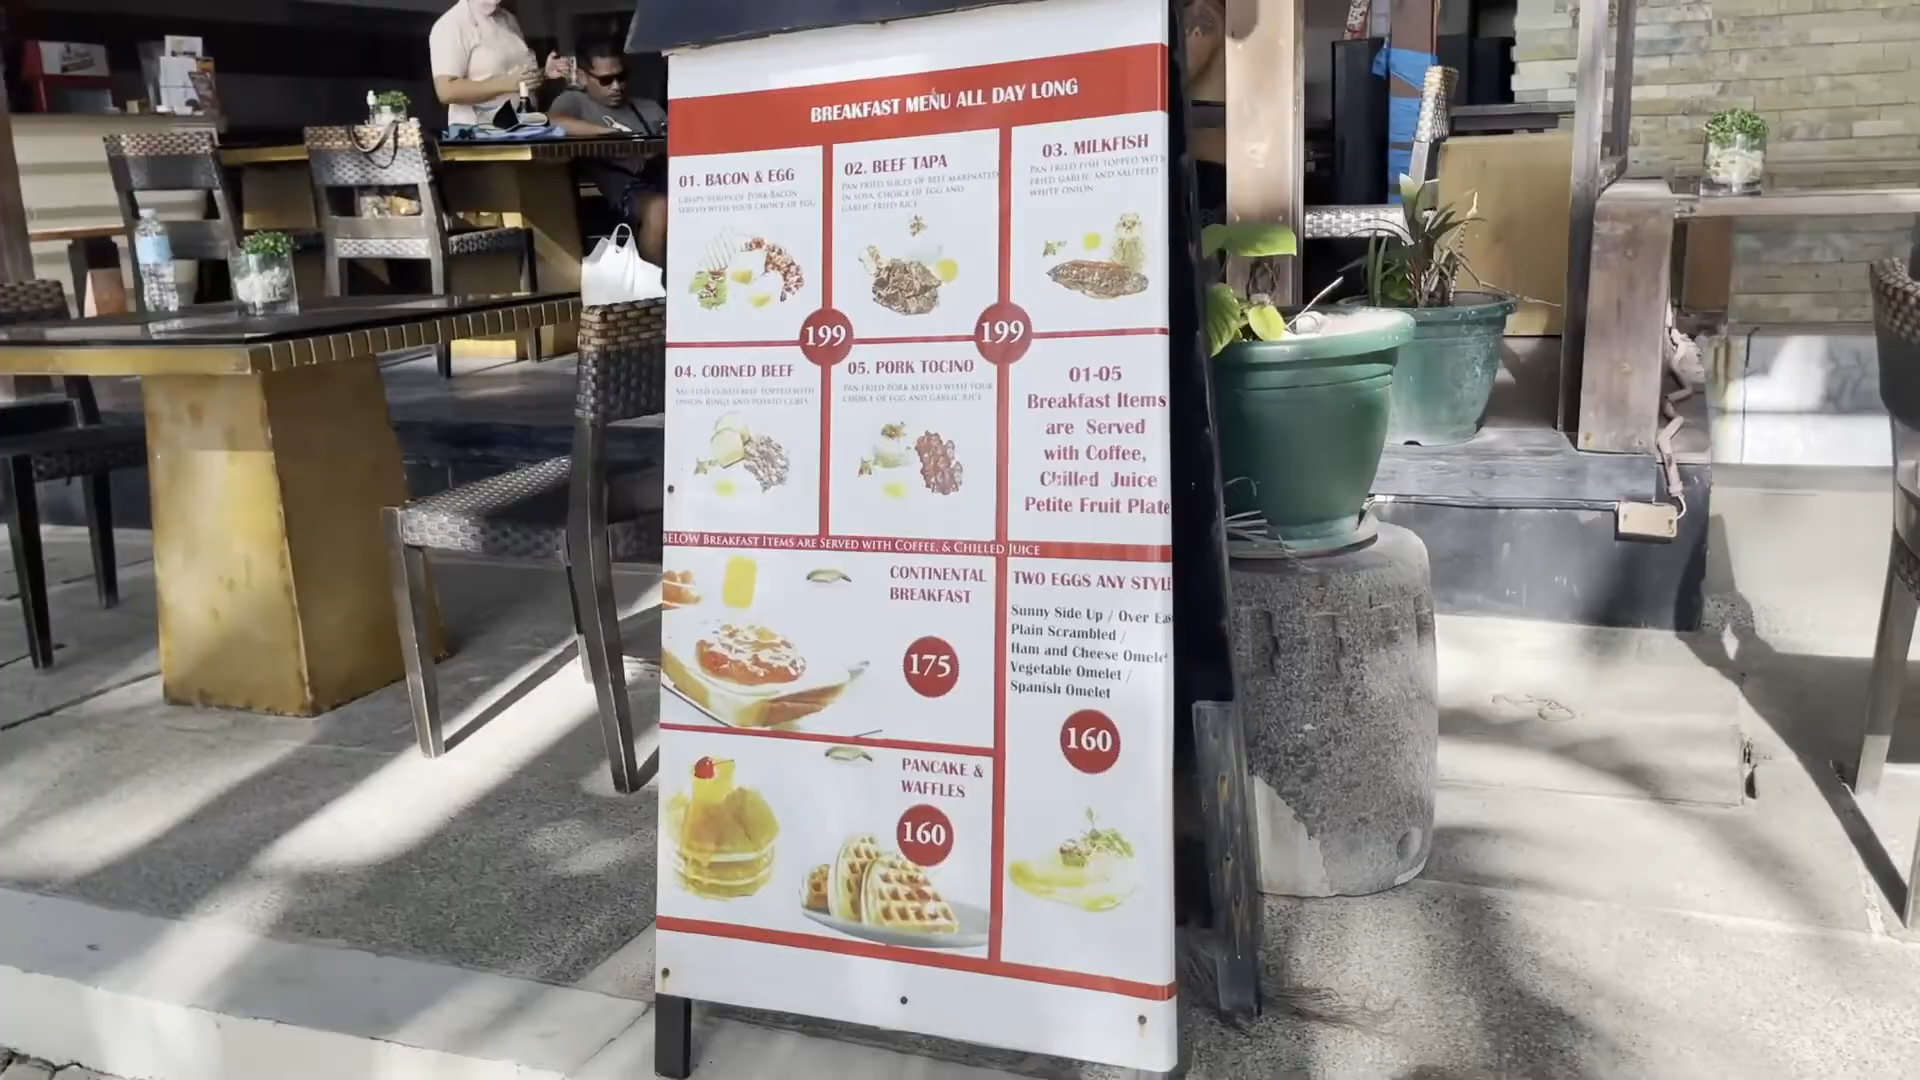 BREAKFAST MENU ALL DAY LONG
01. BACON & EGG
CRISPY STRIPS OF PORK BACON
SERVED WITH YOUR CHOICE OF EGG
02. BEEF TAPA
PAN FRIED SLICES OF BEEF MARINATED
IN SOYA, CHOICE OF EGG AND
GARLIC FRIED RICE
03. MILKFISH
PAN FRIED FISH TOPPED WITH
FRIED GARLIC AND SAUTEED
WHITE ONION
199
199
04. CORNED BEEF
SAUTEED CORNED BEEF TOPPED WITH
ONION RINGS AND POTATO CUBES
05. PORK TOCINO
PAN FRIED PORK SERVED WITH YOUR
CHOICE OF EGG AND GARLIC RICE
01-05
Breakfast Items
are Served
with Coffee,
Chilled Juice
Petite Fruit Plate
BELOW BREAKFAST ITEMS ARE SERVED WITH COFFEE, & CHILLED JUICE
CONTINENTAL
BREAKFAST
175
TWO EGGS ANY STYLE
Sunny Side Up / Over Eas
Plain Scrambled /
Ham and Cheese Omelet
Vegetable Omelet /
Spanish Omelet
160
PANCAKE &
WAFFLES
160